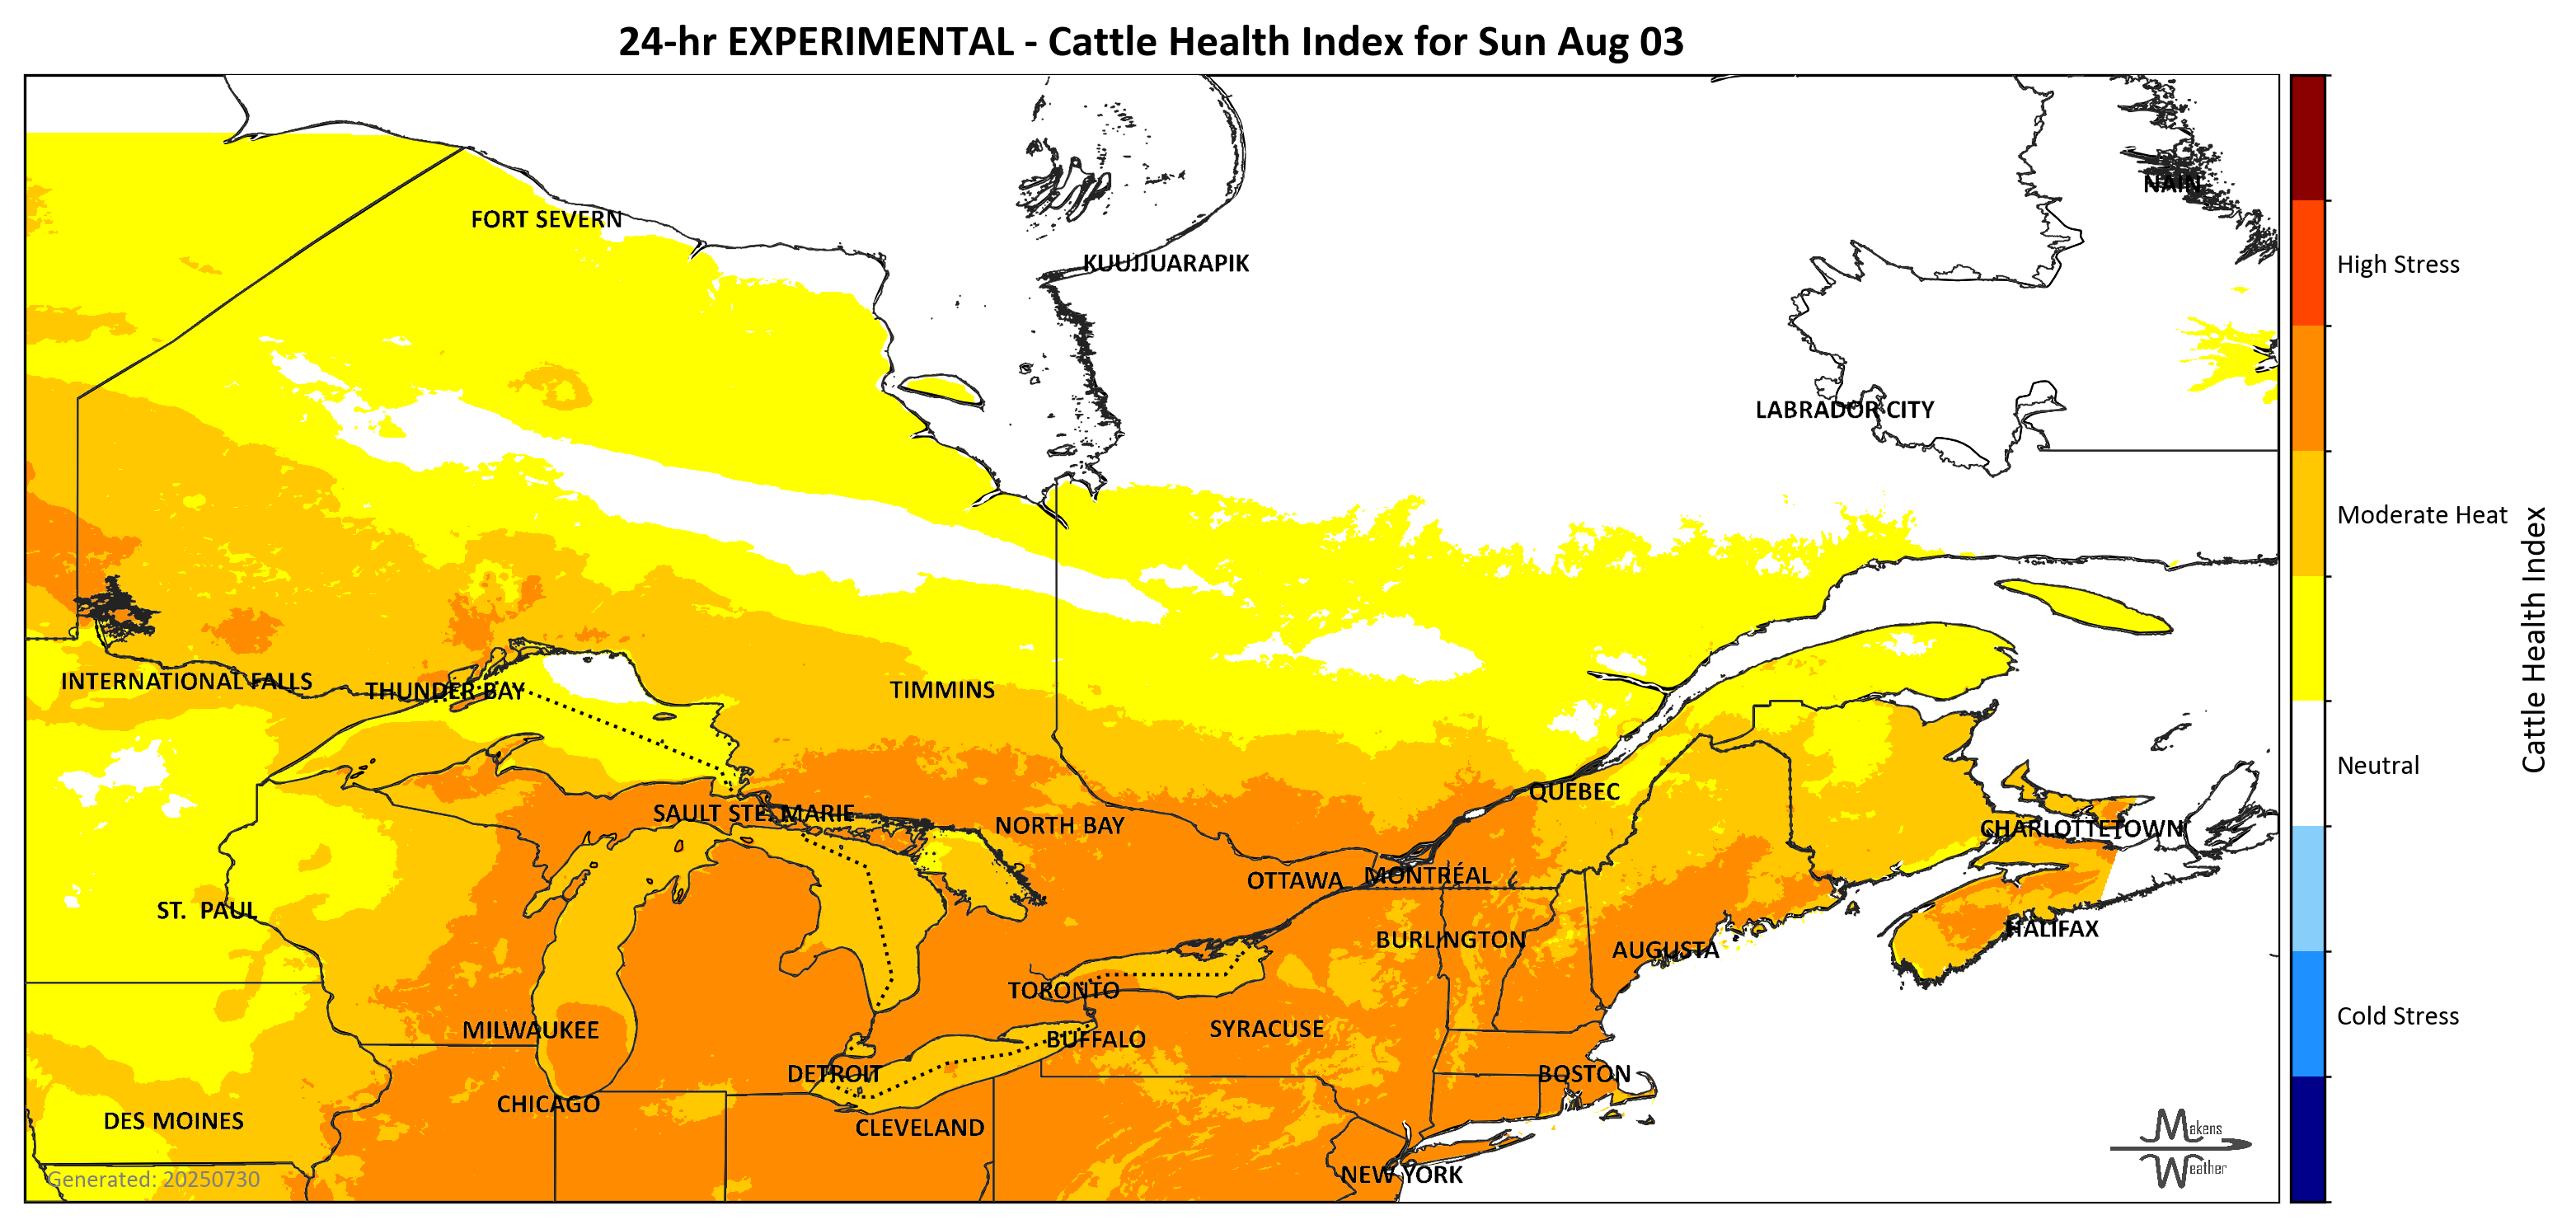 24-hr EXPERIMENTAL - Cattle Health Index for Sun Aug 03
NAIN
FORT SEVERN
KUUJJUARAPIK
High Stress
LABRADOR CITY
Moderate Heat
Cattle Health Index
INTERNATIONAL FALLS
THUNDER BAY
TIMMINS
Neutral
QUEBEC
SAULT STE. MARIE
NORTH BAY
CHARLOTTETOWN
OTTAWA
MONTRÉAL
ST. PAUL
HALIFAX
BURLINGTON
AUGUSTA
TORONTO
Cold Stress
MILWAUKEE
SYRACUSE
BUFFALO
DETROIT
BOSTON
CHICAGO
DES MOINES
CLEVELAND
Makens
Weather
NEW YORK
Generated: 20250730